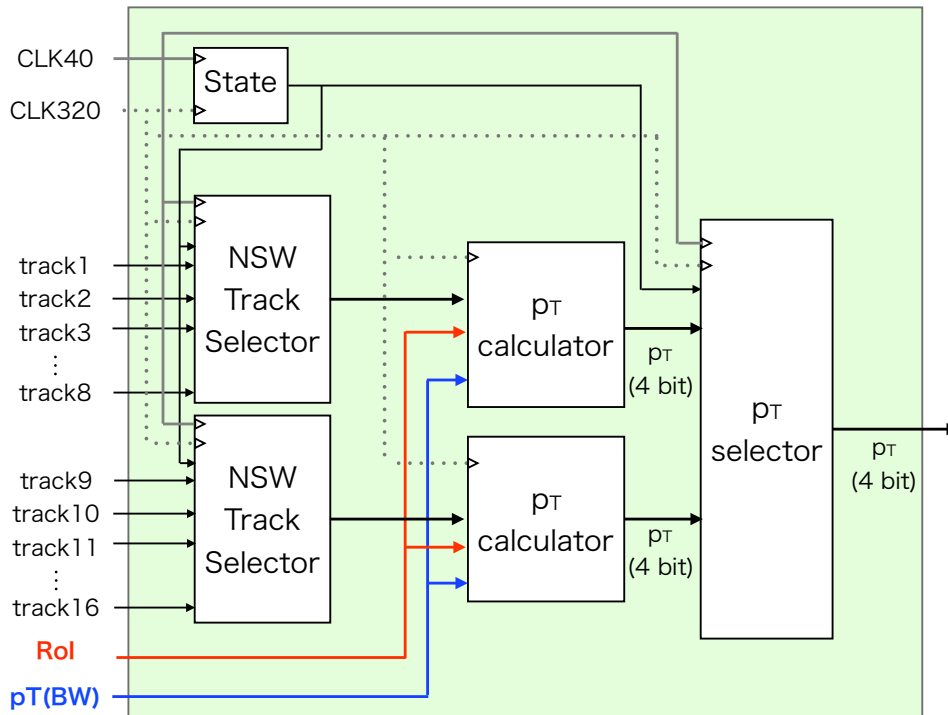 CLK40
CLK320
State
track1
track2
track3
⋮
track8
NSW
Track
Selector
track9
track10
track11
⋮
track16
NSW
Track
Selector
RoI
pT(BW)
pT
calculator
pT
(4 bit)
pT
calculator
pT
(4 bit)
pT
selector
pT
(4 bit)